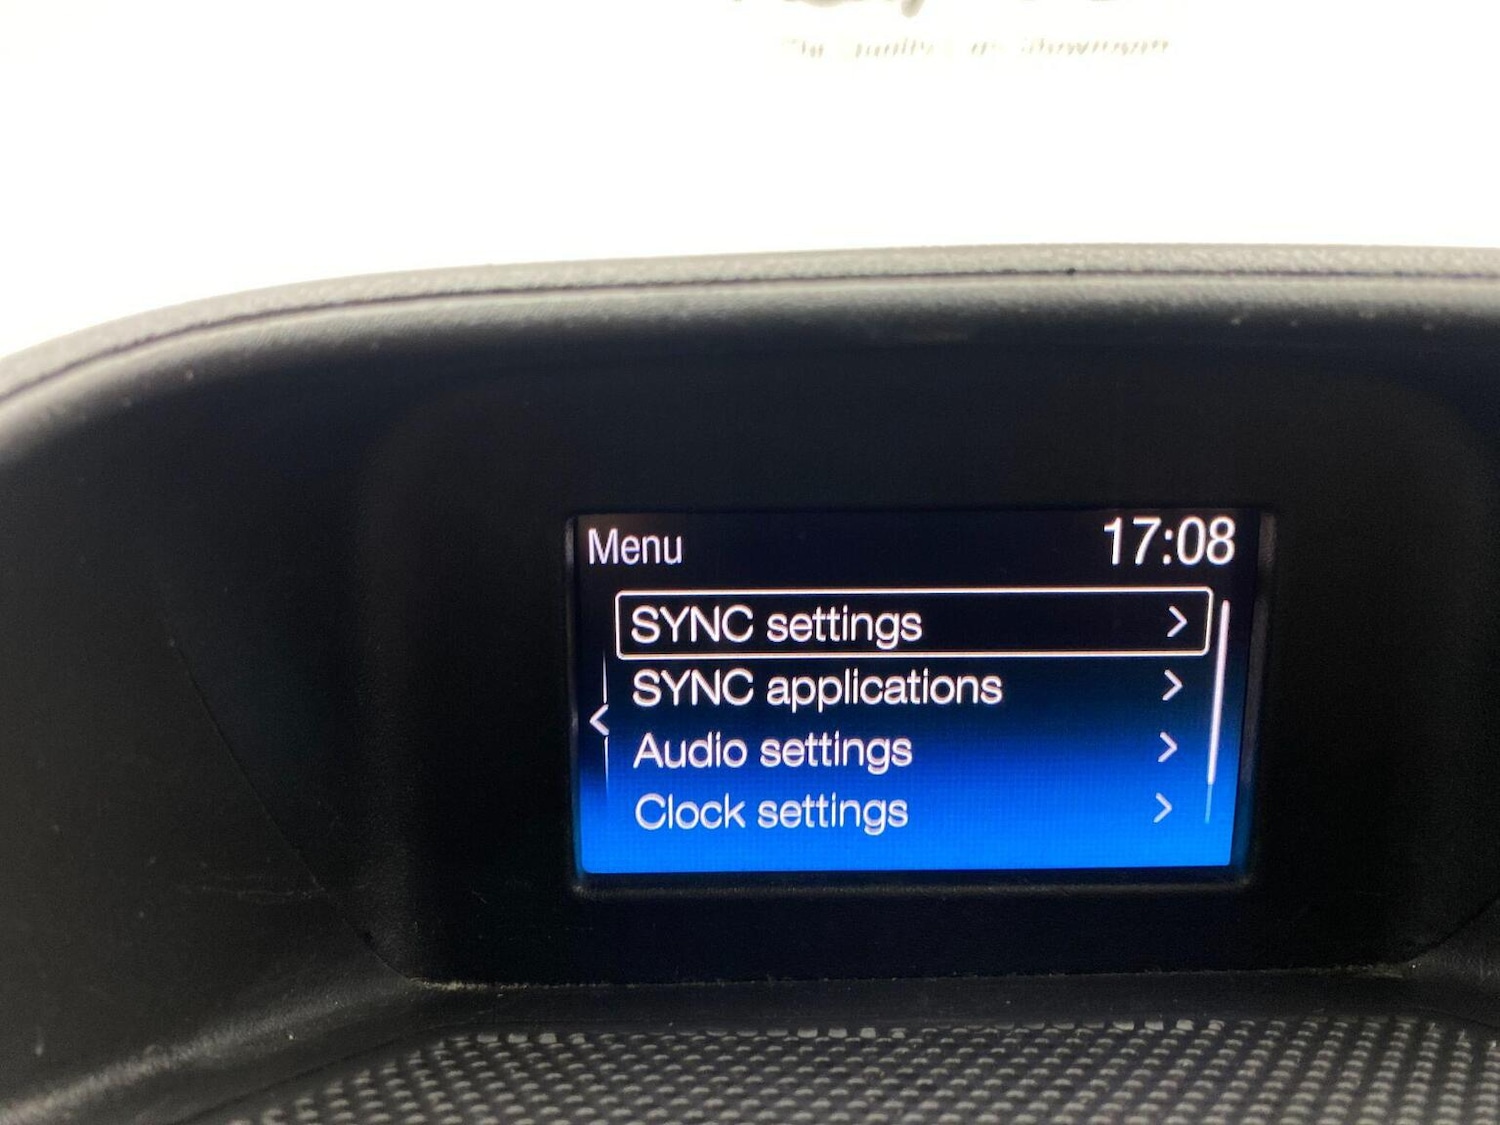 Menu 17:08
SYNC settings
SYNC applications
Audio settings
Clock settings